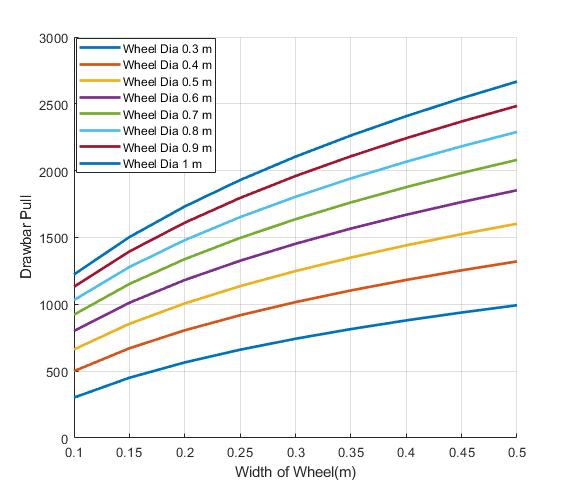 3000
2500
2000
1500
1000
500
0
Drawbar Pull
Wheel Dia 0.3 m
Wheel Dia 0.4 m
Wheel Dia 0.5 m
Wheel Dia 0.6 m
Wheel Dia 0.7 m
Wheel Dia 0.8 m
Wheel Dia 0.9 m
Wheel Dia 1 m
0.1 0.15 0.2 0.25 0.3 0.35 0.4 0.45 0.5
Width of Wheel(m)